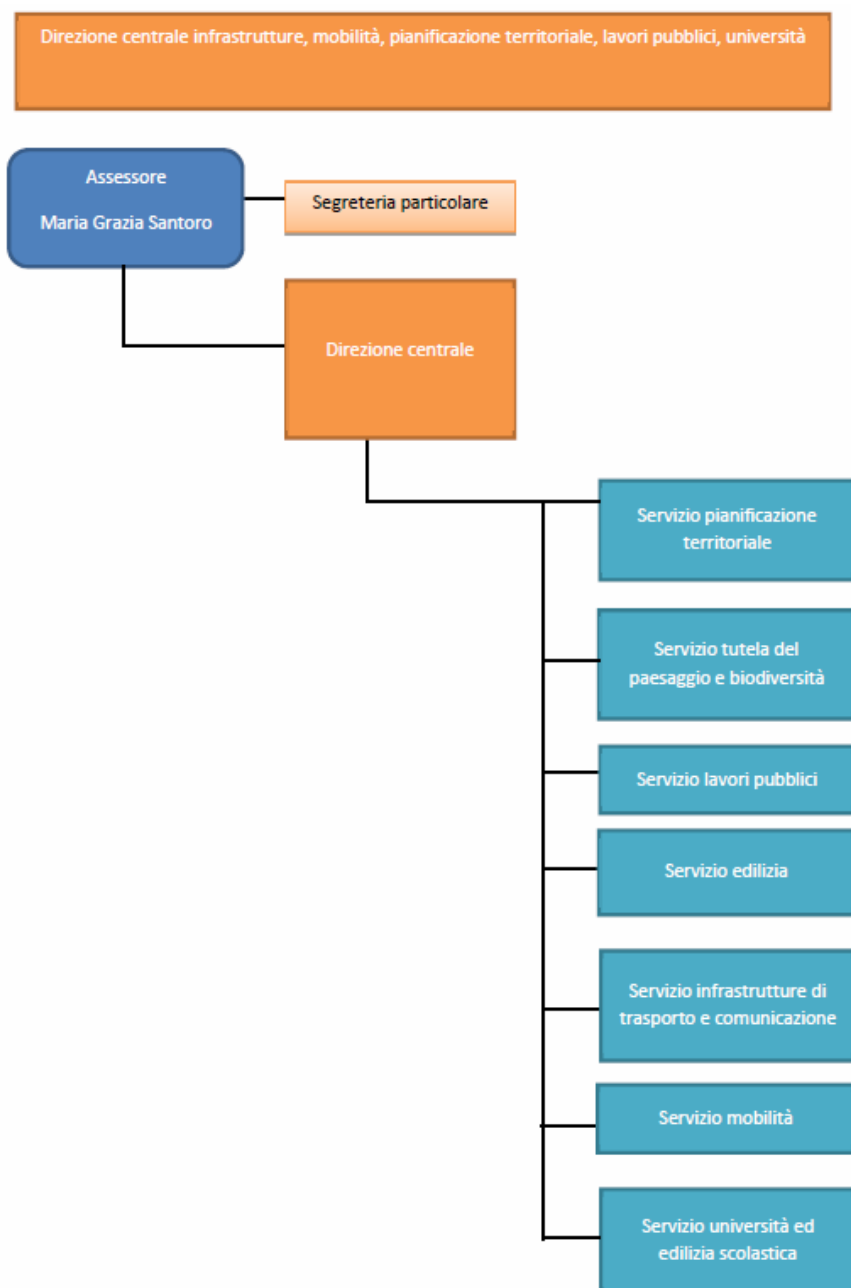 Direzione centrale infrastrutture, mobilità, pianificazione territoriale, lavori pubblici, università
Assessore
Maria Grazia Santoro
Segreteria particolare
Direzione centrale
Servizio pianificazione
territoriale
Servizio tutela del
paesaggio e biodiversità
Servizio lavori pubblici
Servizio edilizia
Servizio infrastrutture di
trasporto e comunicazione
Servizio mobilità
Servizio università ed
edilizia scolastica